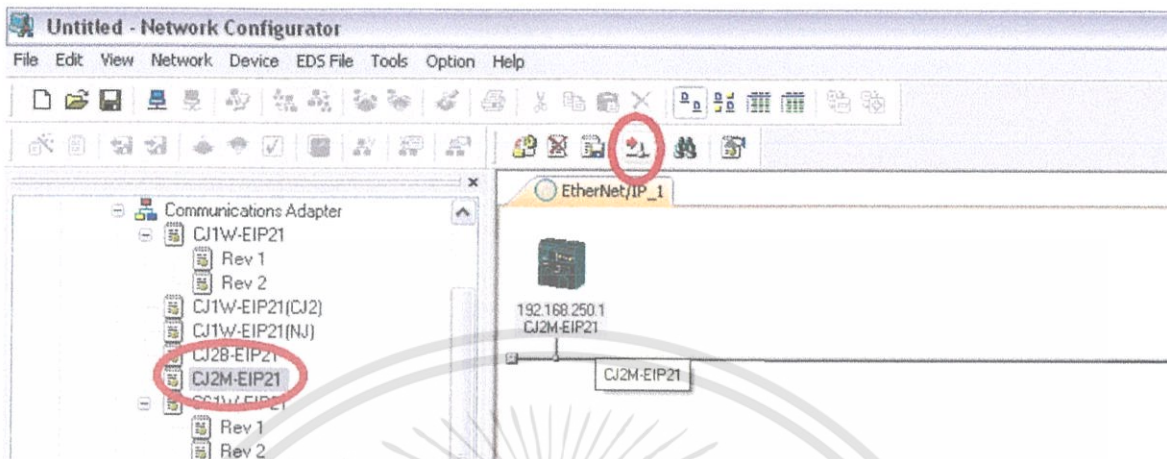 Untitled - Network Configurator
File Edit View Network Device EDS File Tools Option Help
EtherNet/IP_1
Communications Adapter
CJ1W-EIP21
Rev 1
Rev 2
CJ1W-EIP21(CJ2)
CJ1W-EIP21(NJ)
CJ2B-EIP21
CJ2M-EIP21
CS1W-EIP21
Rev 1
Rev 2
192.168.250.1
CJ2M-EIP21
CJ2M-EIP21